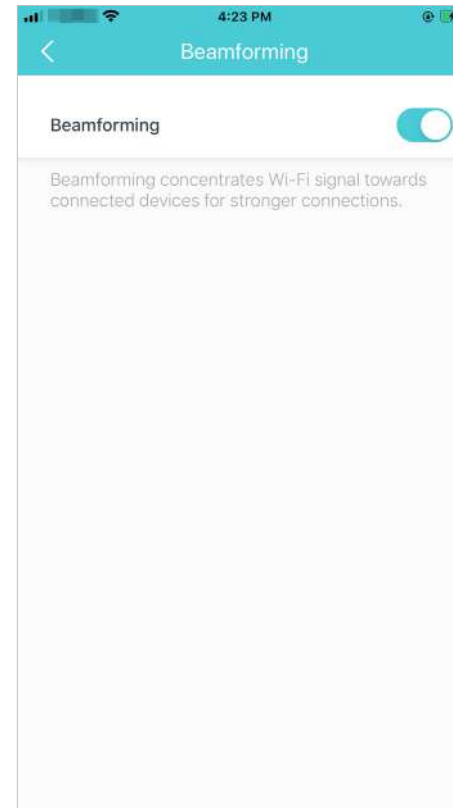 4:23 PM
Beamforming
Beamforming
Beamforming concentrates Wi-Fi signal towards
connected devices for stronger connections.